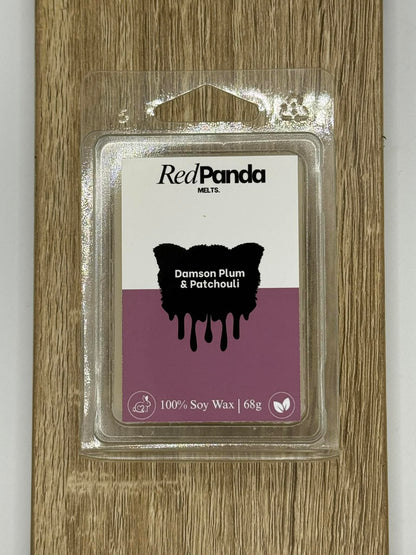 RedPanda
MELTS.
Damson Plum
& Patchouli
100% Soy Wax | 68g